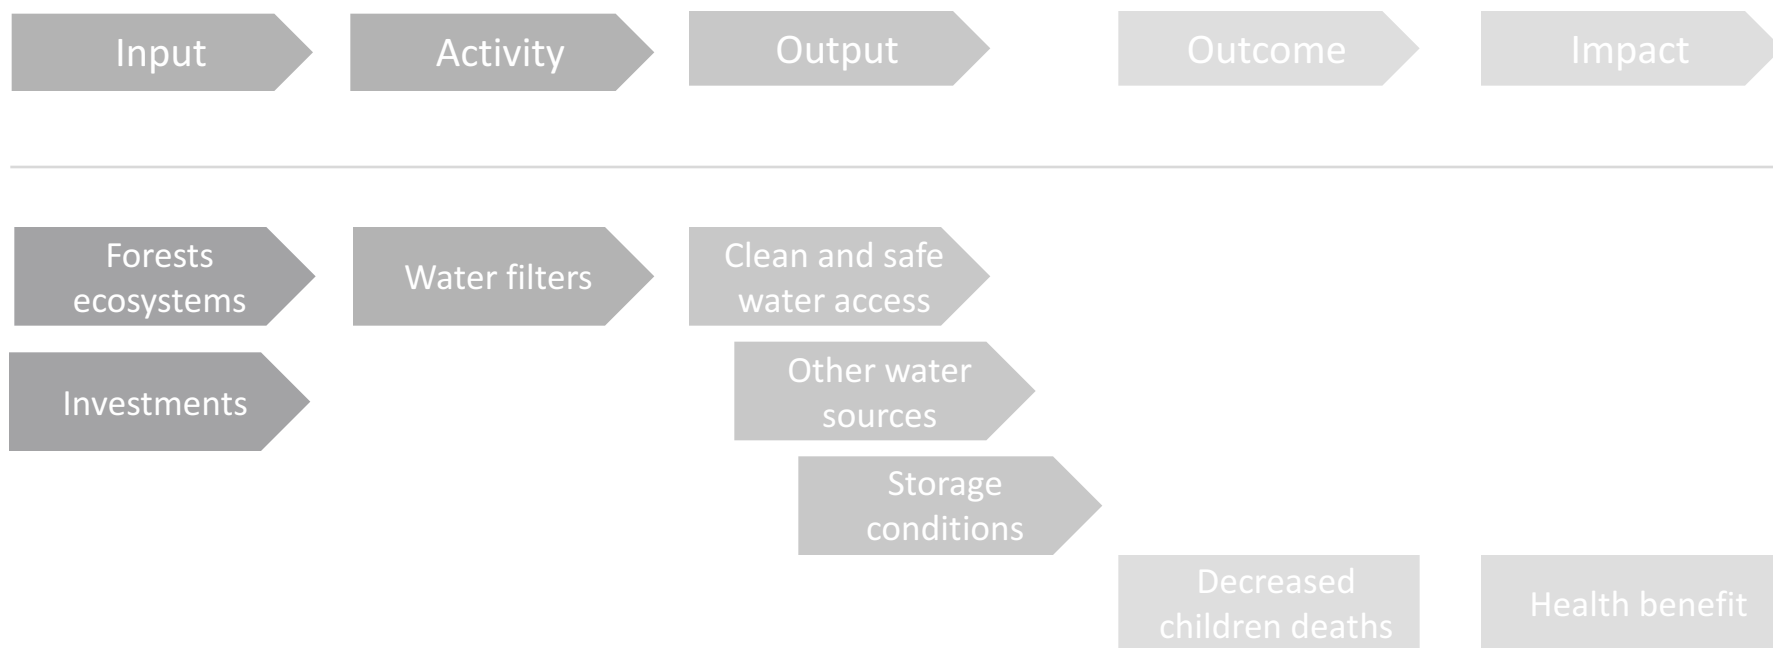 Input
Activity
Output
Outcome
Impact
Forests
ecosystems
Water filters
Clean and safe
water access
Investments
Other water
sources
Storage
conditions
Decreased
children deaths
Health benefit